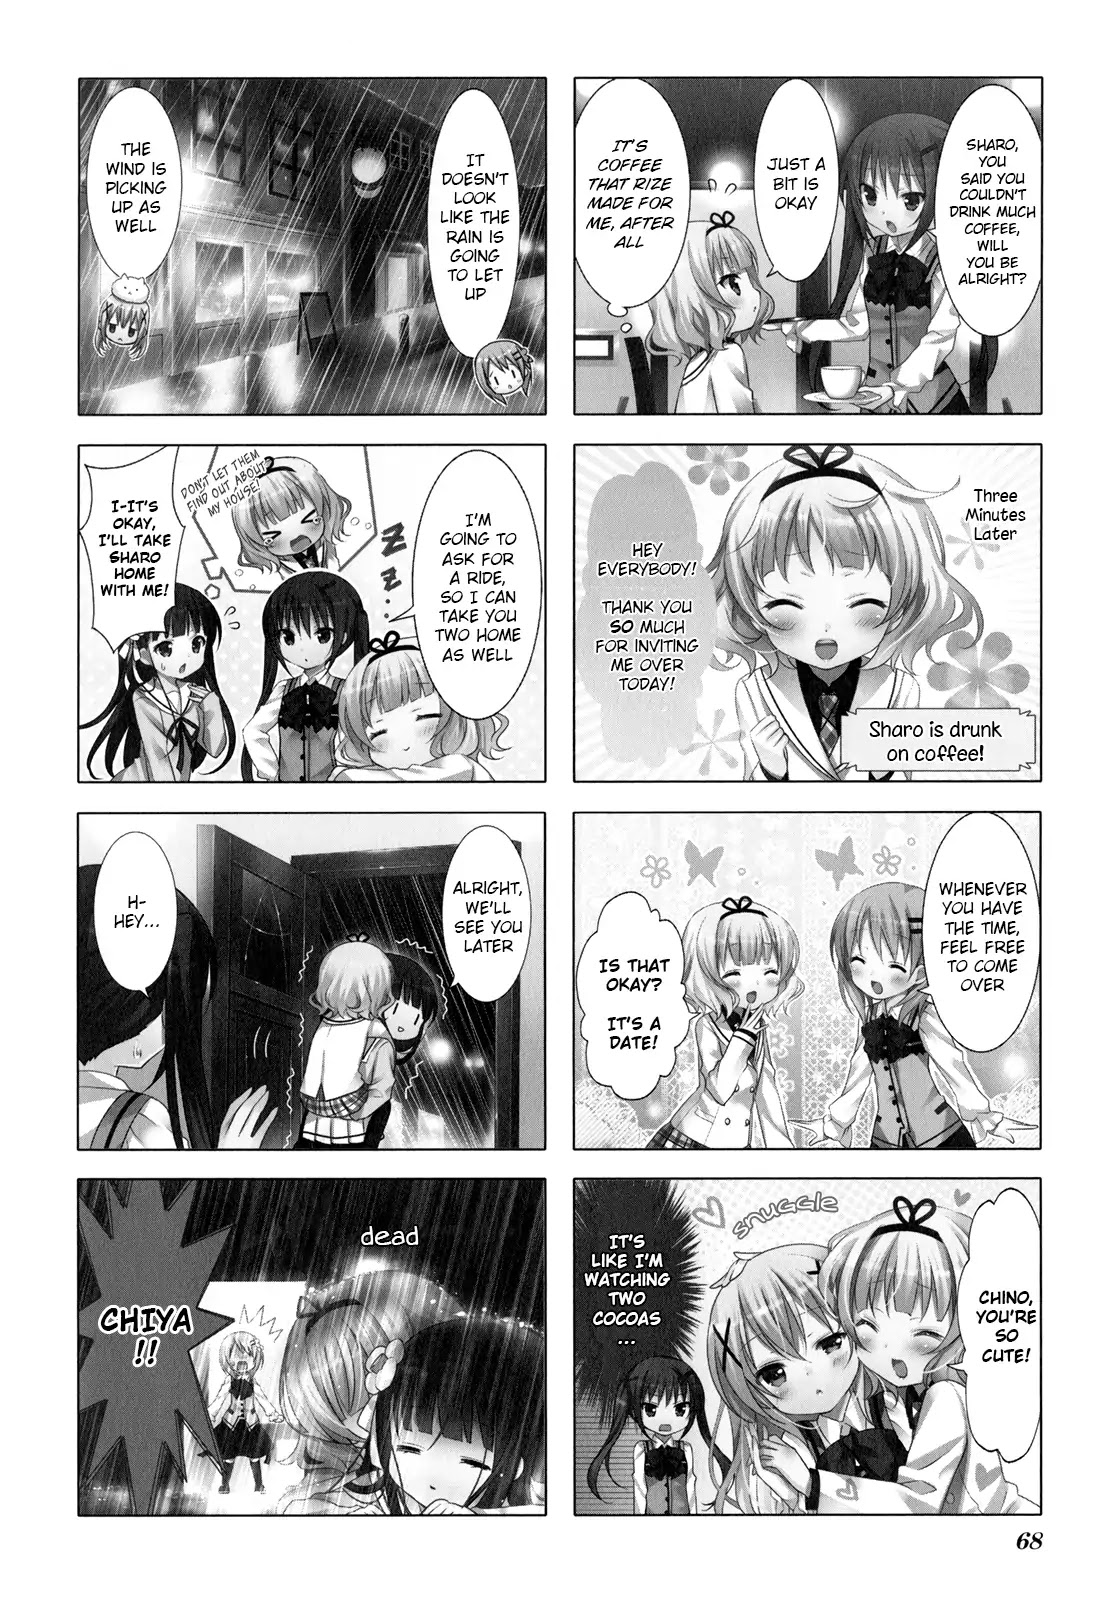 SHARO,
YOU
SAID YOU
COULDN'T
DRINK MUCH
COFFEE,
WILL
YOU BE
ALRIGHT?
JUST A
BIT IS
OKAY
IT'S
COFFEE
THAT RIZE
MADE FOR
ME, AFTER
ALL
Three
Minutes
Later
HEY
EVERYBODY!
THANK YOU
SO MUCH
FOR INVITING
ME OVER
TODAY!
Sharo is drunk
on coffee!
WHENEVER
YOU HAVE
THE TIME,
FEEL FREE
TO COME
OVER
IS THAT
OKAY?
IT'S A
DATE!
snuggle
CHINO,
YOU'RE
SO
CUTE!
IT'S
LIKE I'M
WATCHING
TWO
COCOAS
...
IT
DOESN'T
LOOK
LIKE THE
RAIN IS
GOING
TO LET
UP
THE
WIND IS
PICKING
UP AS
WELL
I'M
GOING TO
ASK FOR
A RIDE,
SO I CAN
TAKE YOU
TWO HOME
AS WELL
Z
Z...
DON'T LET THEM
FIND OUT ABOUT
MY HOUSE!
I-IT'S
OKAY,
I'LL TAKE
SHARO
HOME
WITH ME!
ALRIGHT,
WE'LL
SEE YOU
LATER
H-
HEY...
dead
CHIYA
!!
68